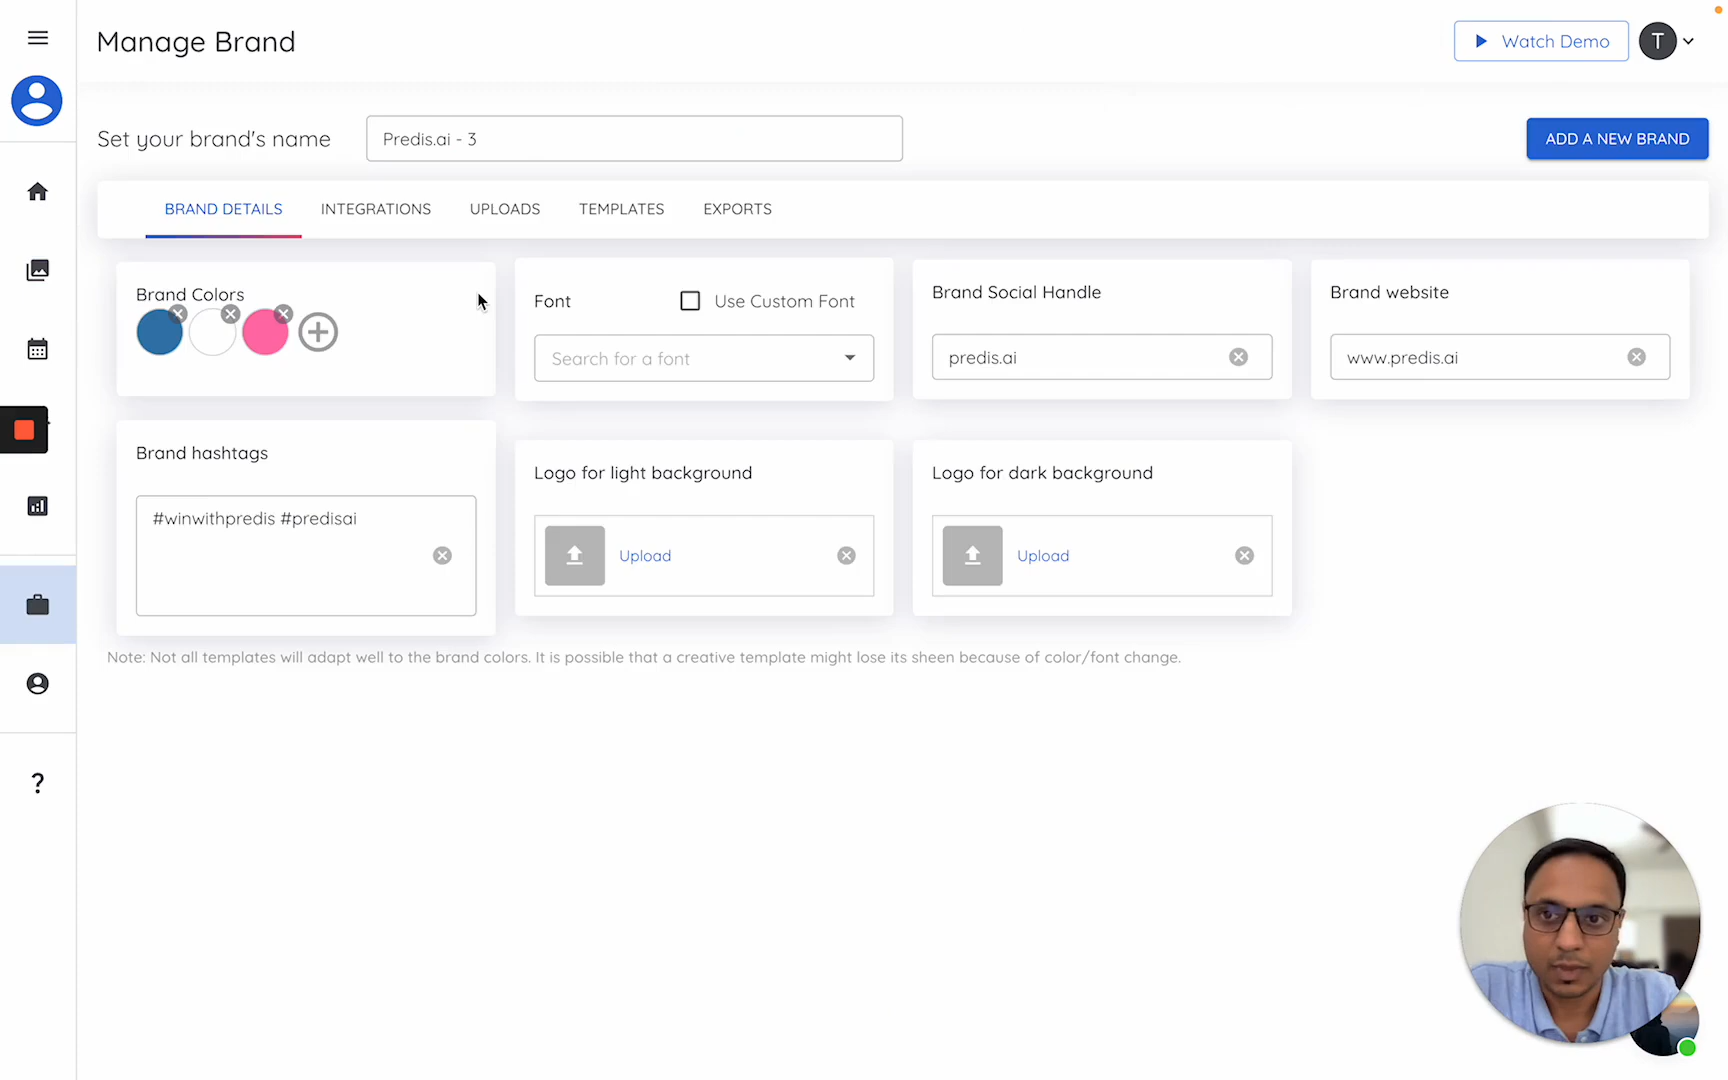 Manage Brand
Watch Demo
T
Set your brand's name
Predis.ai - 3
ADD A NEW BRAND
BRAND DETAILS
INTEGRATIONS
UPLOADS
TEMPLATES
EXPORTS
Brand Colors
Font
Use Custom Font
Search for a font
Brand Social Handle
predis.ai
Brand website
www.predis.ai
Brand hashtags
#winwithpredis #predisai
Logo for light background
Upload
Logo for dark background
Upload
Note: Not all templates will adapt well to the brand colors. It is possible that a creative template might lose its sheen because of color/font change.
?